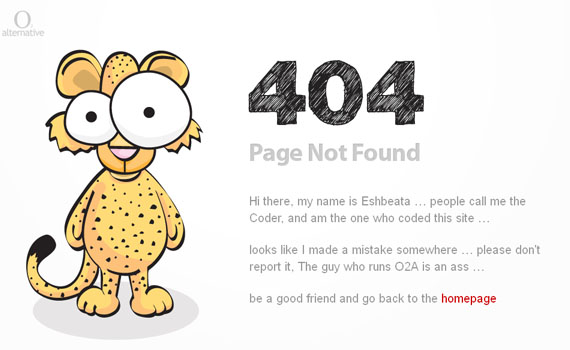 O2
alternative
404
Page Not Found
Hi there, my name is Eshbeata ... people call me the
Coder, and am the one who coded this site ...
looks like I made a mistake somewhere ... please don't
report it, The guy who runs O2A is an ass ...
be a good friend and go back to the homepage